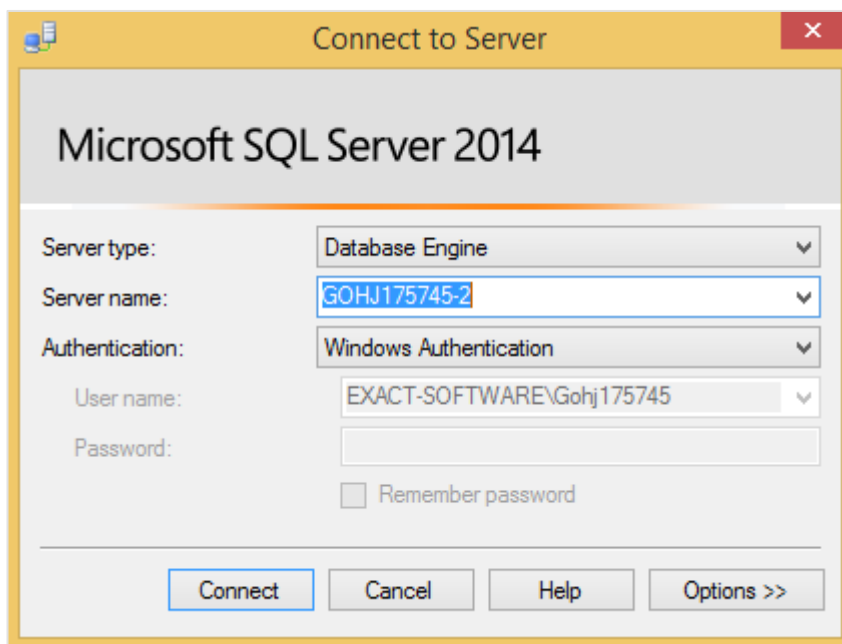 Connect to Server
Microsoft SQL Server 2014
Server type: Database Engine
Server name: GOHJ175745-2
Authentication: Windows Authentication
User name: EXACT-SOFTWARE\Gohj175745
Password:
Remember password
Connect Cancel Help Options >>